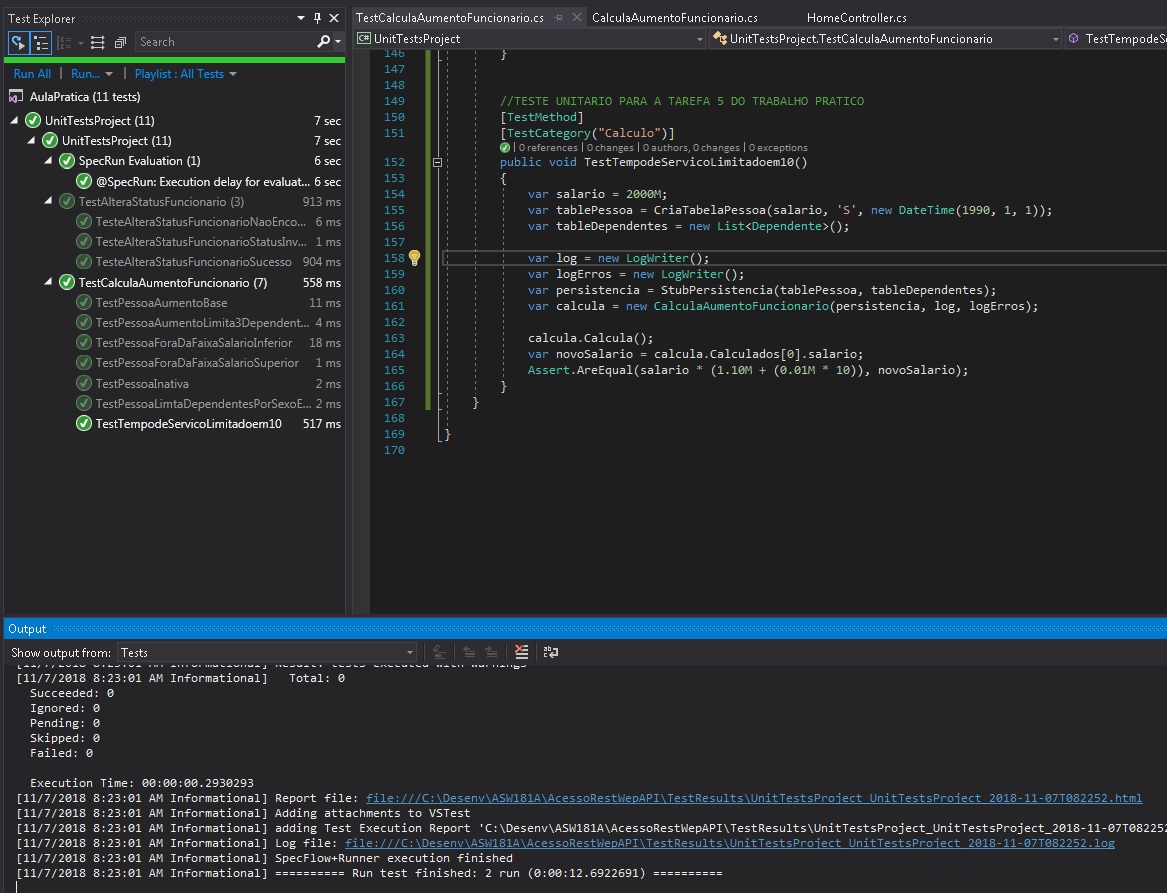 Test Explorer
Search
Run All | Run... | Playlist : All Tests
AulaPratica (11 tests)
UnitTestsProject (11) 7 sec
UnitTestsProject (11) 7 sec
SpecRun Evaluation (1) 6 sec
@SpecRun: Execution delay for evaluat... 6 sec
TestAlteraStatusFuncionario (3) 913 ms
TesteAlteraStatusFuncionarioNaoEnco... 6 ms
TesteAlteraStatusFuncionarioStatusInv... 1 ms
TesteAlteraStatusFuncionarioSucesso 904 ms
TestCalculaAumentoFuncionario (7) 558 ms
TestPessoaAumentoBase 11 ms
TestPessoaAumentoLimita3Dependent... 4 ms
TestPessoaForaDaFaixaSalarioInferior 18 ms
TestPessoaForaDaFaixaSalarioSuperior 1 ms
TestPessoaInativa 2 ms
TestPessoaLimtaDependentesPorSexoE... 2 ms
TestTempodeServicoLimitadoem10 517 ms
TestCalculaAumentoFuncionario.cs CalculaAumentoFuncionario.cs HomeController.cs
C# UnitTestsProject UnitTestsProject.TestCalculaAumentoFuncionario TestTempodeSe
146 }
147
148
149 //TESTE UNITARIO PARA A TAREFA 5 DO TRABALHO PRATICO
150 [TestMethod]
151 [TestCategory("Calculo")]
| 0 references | 0 changes | 0 authors, 0 changes | 0 exceptions
152 public void TestTempodeServicoLimitadoem10()
153 {
154 var salario = 2000M;
155 var tablePessoa = CriaTabelaPessoa(salario, 'S', new DateTime(1990, 1, 1));
156 var tableDependentes = new List<Dependente>();
157
158 var log = new LogWriter();
159 var logErros = new LogWriter();
160 var persistencia = StubPersistencia(tablePessoa, tableDependentes);
161 var calcula = new CalculaAumentoFuncionario(persistencia, log, logErros);
162
163 calcula.Calcula();
164 var novoSalario = calcula.Calculados[0].salario;
165 Assert.AreEqual(salario * (1.10M + (0.01M * 10)), novoSalario);
166 }
167 }
168
169 }
170
Output
Show output from: Tests
[11/7/2018 8:23:01 AM Informational] Result: tests executed with warnings
[11/7/2018 8:23:01 AM Informational] Total: 0
Succeeded: 0
Ignored: 0
Pending: 0
Skipped: 0
Failed: 0
Execution Time: 00:00:00.2930293
[11/7/2018 8:23:01 AM Informational] Report file: file:///C:\Desenv\ASW181A\AcessoRestWepAPI\TestResults\UnitTestsProject_UnitTestsProject_2018-11-07T082252.html
[11/7/2018 8:23:01 AM Informational] Adding attachments to VSTest
[11/7/2018 8:23:01 AM Informational] adding Test Execution Report 'C:\Desenv\ASW181A\AcessoRestWepAPI\TestResults\UnitTestsProject_UnitTestsProject_2018-11-07T082252
[11/7/2018 8:23:01 AM Informational] Log file: file:///C:\Desenv\ASW181A\AcessoRestWepAPI\TestResults\UnitTestsProject_UnitTestsProject_2018-11-07T082252.log
[11/7/2018 8:23:01 AM Informational] SpecFlow+Runner execution finished
[11/7/2018 8:23:01 AM Informational] ========== Run test finished: 2 run (0:00:12.6922691) ==========